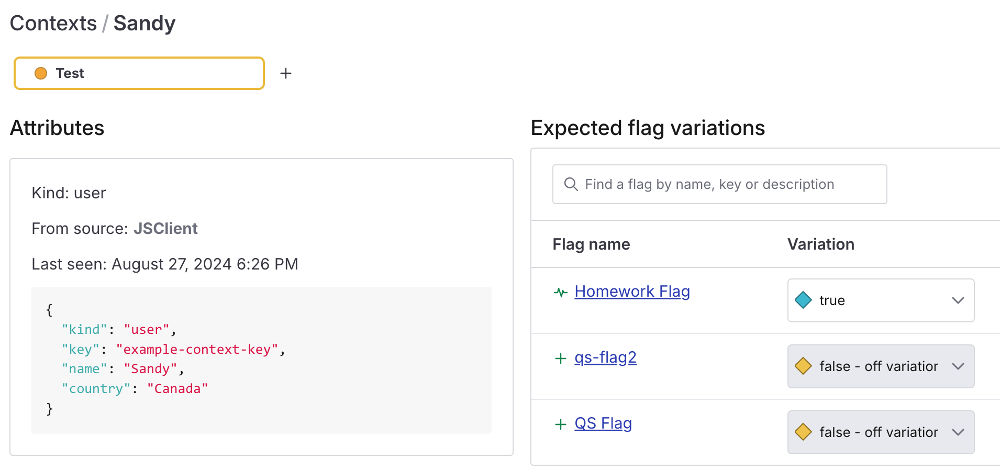 Contexts / Sandy
Test
Attributes
Kind: user
From source: JSClient
Last seen: August 27, 2024 6:26 PM
{
"kind": "user",
"key": "example-context-key",
"name": "Sandy",
"country": "Canada"
}
Expected flag variations
Find a flag by name, key or description
Flag name Variation
Homework Flag true
qs-flag2 false - off variation
QS Flag false - off variation